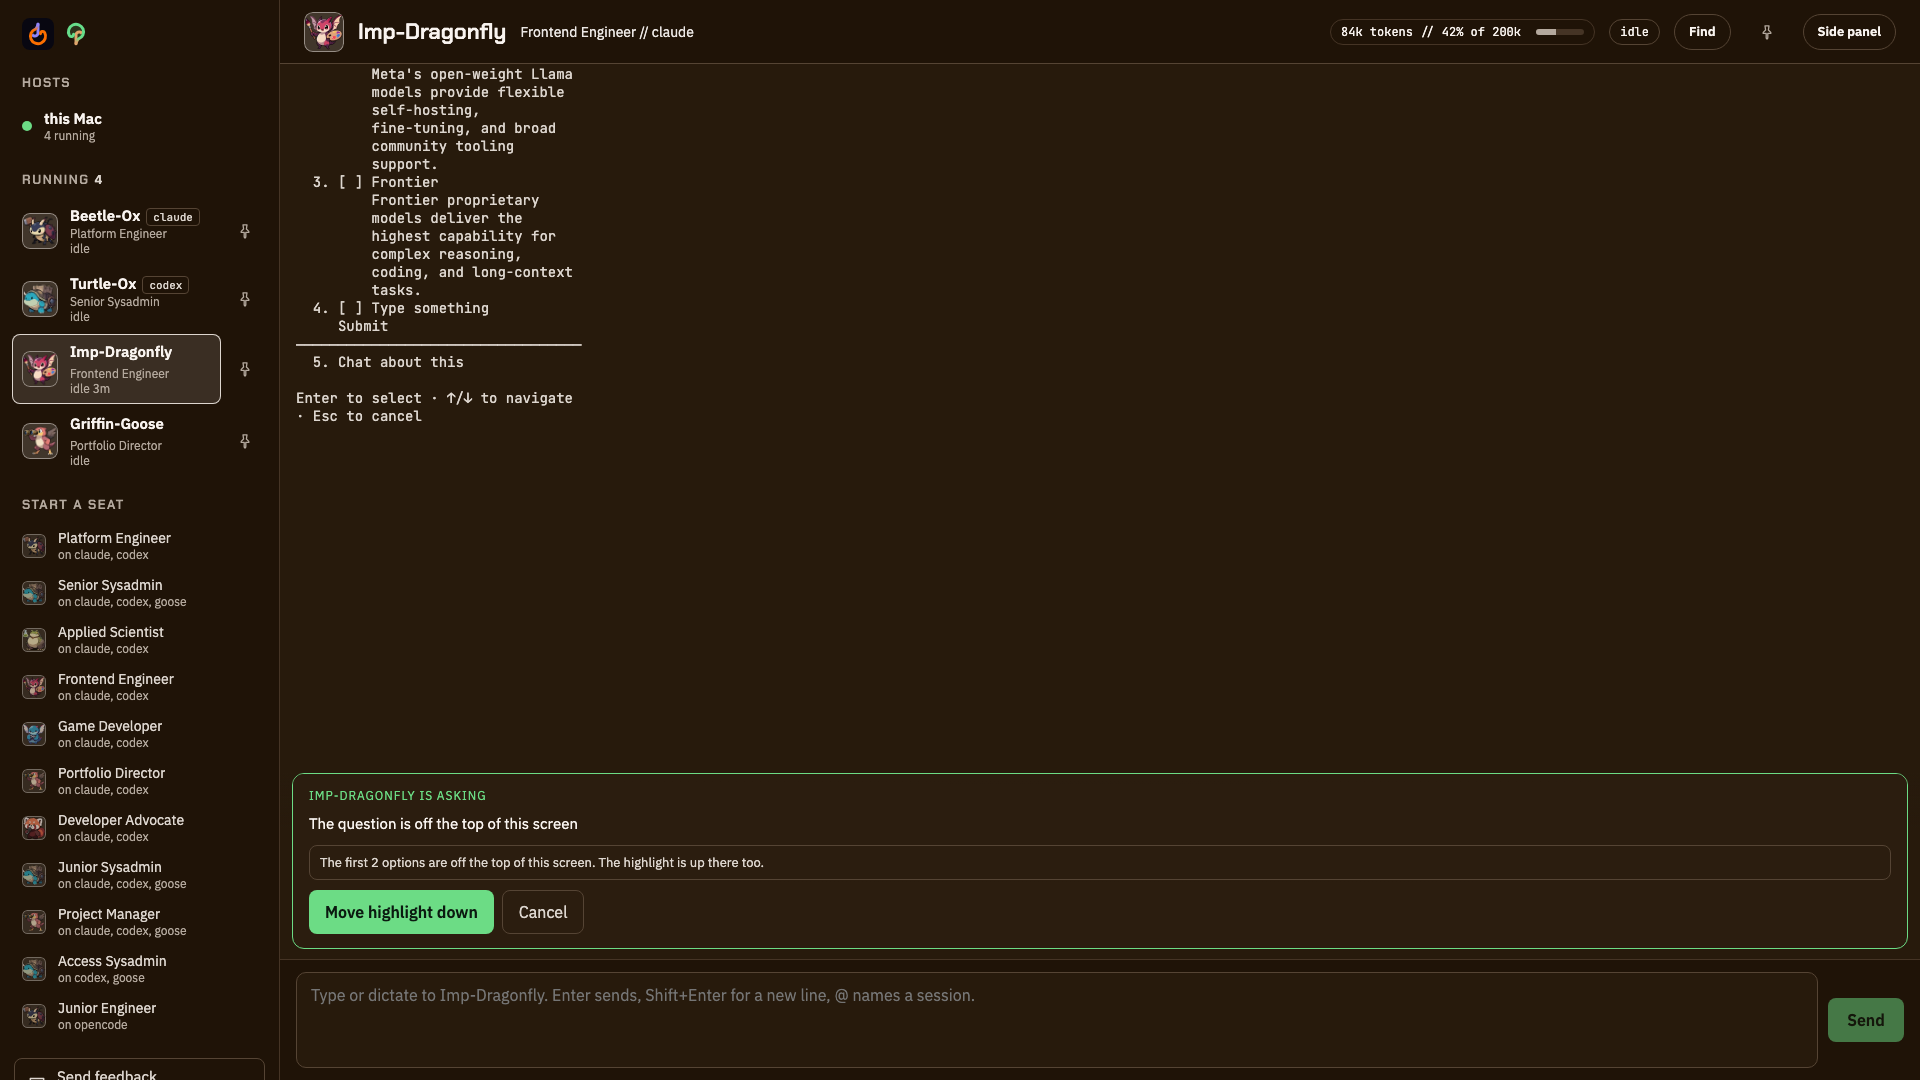 HOSTS
this Mac
4 running
RUNNING 4
Beetle-Ox claude
Platform Engineer
idle
Turtle-Ox codex
Senior Sysadmin
idle
Imp-Dragonfly
Frontend Engineer
idle 3m
Griffin-Goose
Portfolio Director
idle
START A SEAT
Platform Engineer
on claude, codex
Senior Sysadmin
on claude, codex, goose
Applied Scientist
on claude, codex
Frontend Engineer
on claude, codex
Game Developer
on claude, codex
Portfolio Director
on claude, codex
Developer Advocate
on claude, codex
Junior Sysadmin
on claude, codex, goose
Project Manager
on claude, codex, goose
Access Sysadmin
on codex, goose
Junior Engineer
on opencode
Send feedback
Imp-Dragonfly Frontend Engineer // claude
84k tokens // 42% of 200k
idle
Find
Side panel
Meta's open-weight Llama
models provide flexible
self-hosting,
fine-tuning, and broad
community tooling
support.
3. [ ] Frontier
Frontier proprietary
models deliver the
highest capability for
complex reasoning,
coding, and long-context
tasks.
4. [ ] Type something
Submit
5. Chat about this
Enter to select · ↑/↓ to navigate
· Esc to cancel
IMP-DRAGONFLY IS ASKING
The question is off the top of this screen
The first 2 options are off the top of this screen. The highlight is up there too.
Move highlight down
Cancel
Type or dictate to Imp-Dragonfly. Enter sends, Shift+Enter for a new line, @ names a session.
Send